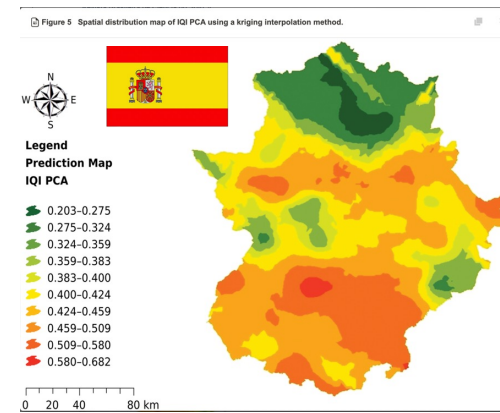 Figure 5 Spatial distribution map of IQI PCA using a kriging interpolation method.
N
W E
S
Legend
Prediction Map
IQI PCA
0.203–0.275
0.275–0.324
0.324–0.359
0.359–0.383
0.383–0.400
0.400–0.424
0.424–0.459
0.459–0.509
0.509–0.580
0.580–0.682
0 20 40 80 km